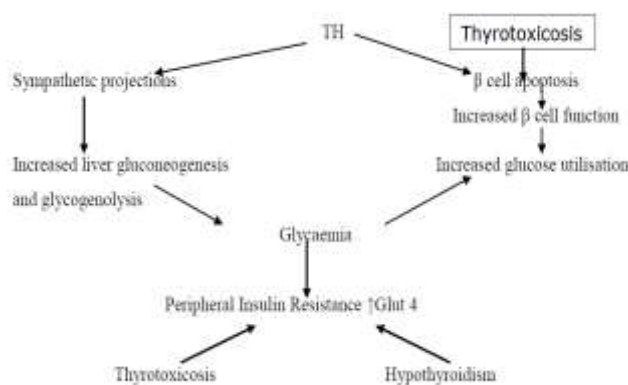 TH
Thyrotoxicosis
Sympathetic projections
β cell apoptosis
Increased β cell function
Increased liver gluconeogenesis
and glycogenolysis
Increased glucose utilisation
Glycaemia
Peripheral Insulin Resistance ↑Glut 4
Thyrotoxicosis
Hypothyroidism